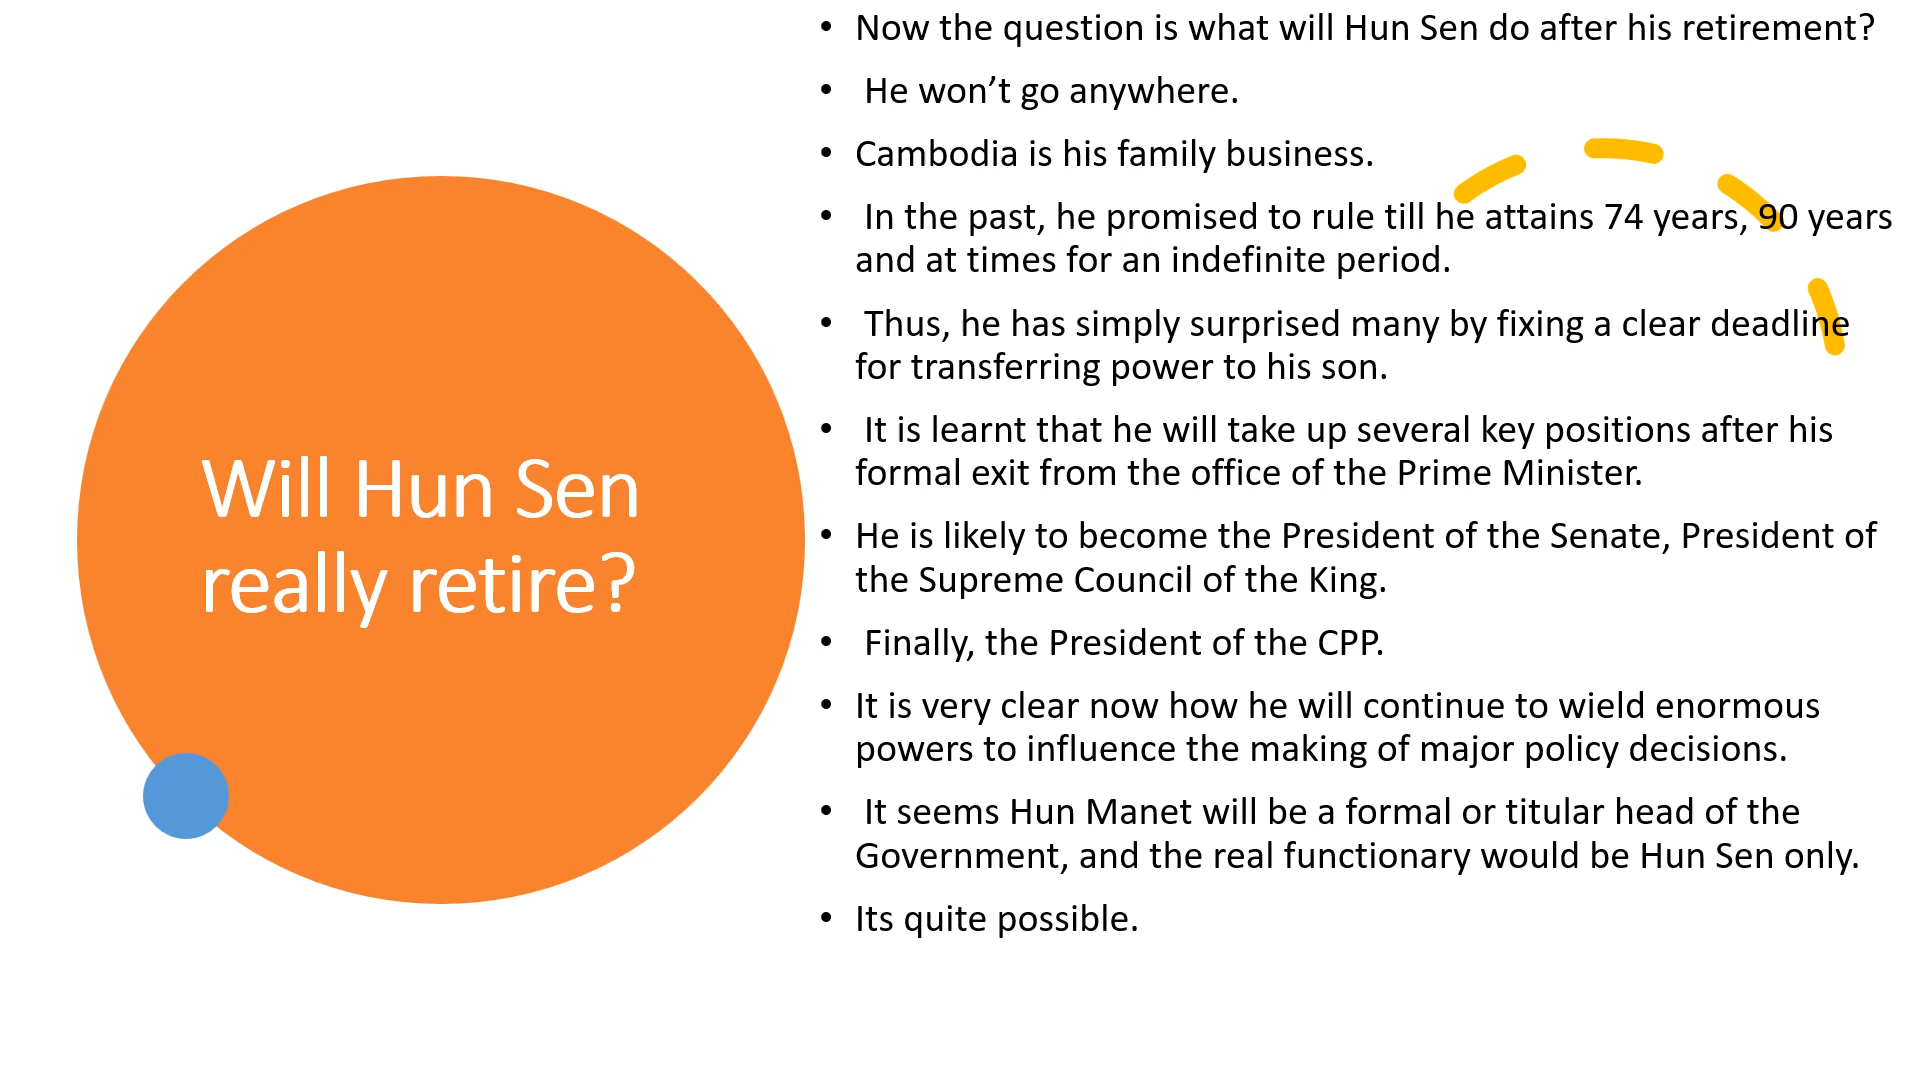 Will Hun Sen
really retire?
• Now the question is what will Hun Sen do after his retirement?
• He won’t go anywhere.
• Cambodia is his family business.
• In the past, he promised to rule till he attains 74 years, 90 years
and at times for an indefinite period.
• Thus, he has simply surprised many by fixing a clear deadline
for transferring power to his son.
• It is learnt that he will take up several key positions after his
formal exit from the office of the Prime Minister.
• He is likely to become the President of the Senate, President of
the Supreme Council of the King.
• Finally, the President of the CPP.
• It is very clear now how he will continue to wield enormous
powers to influence the making of major policy decisions.
• It seems Hun Manet will be a formal or titular head of the
Government, and the real functionary would be Hun Sen only.
• Its quite possible.